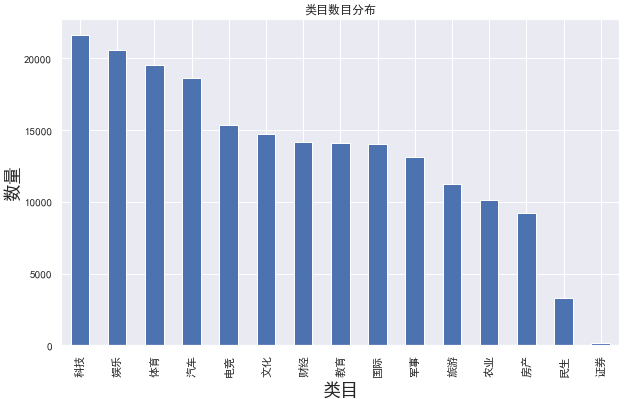 类目数目分布
数量
20000
15000
10000
5000
0
科技 娱乐 体育 汽车 电竞 文化 财经 教育 国际 军事 旅游 农业 房产 民生 证券
类目